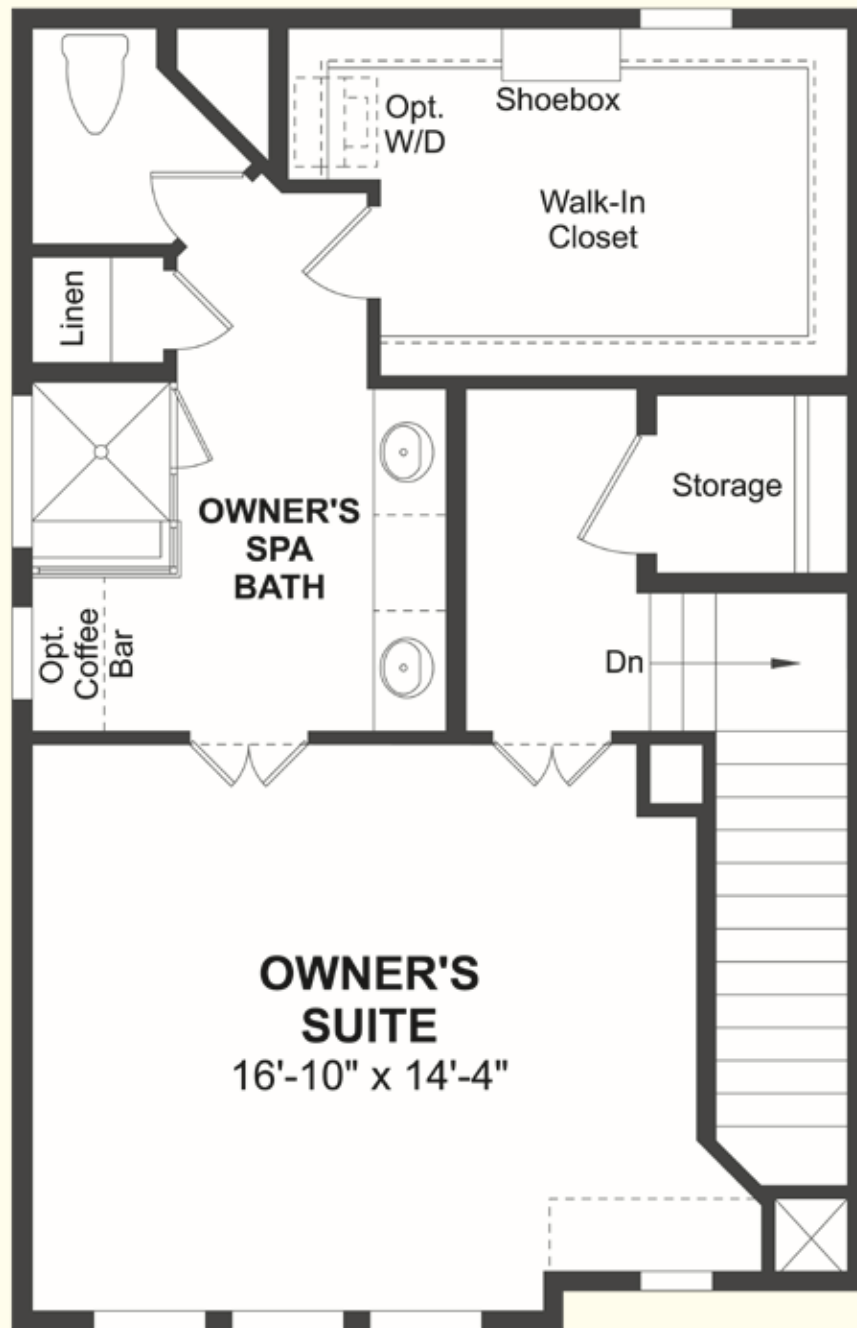 Shoebox
Opt.
W/D
Walk-In
Closet
Linen
Storage
OWNER'S
SPA
BATH
Opt.
Coffee
Bar
Dn
OWNER'S
SUITE
16'-10" x 14'-4"